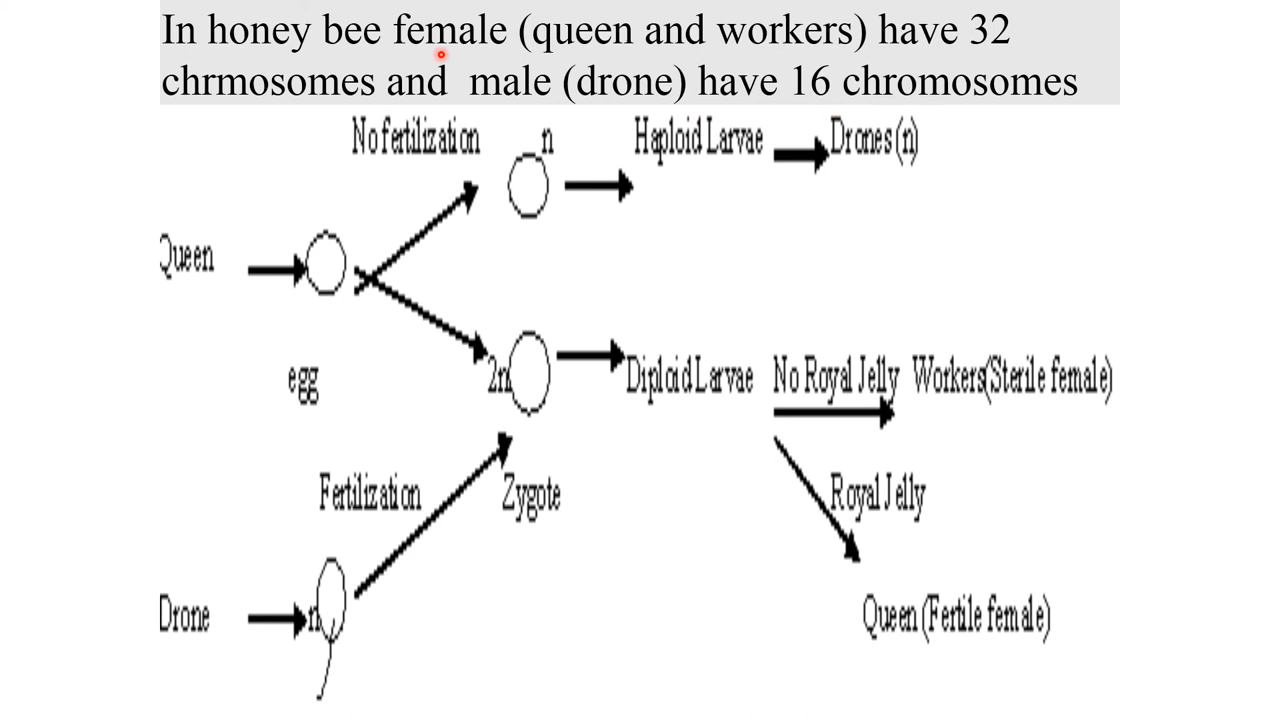 In honey bee female (queen and workers) have 32
chrmosomes and male (drone) have 16 chromosomes
No fertilization
n
Haploid Larvae
Drones (n)
Queen
egg
2n
Diploid Larvae
No Royal Jelly
Workers(Sterile female)
Fertilization
Zygote
Royal Jelly
Drone
n
Queen (Fertile female)